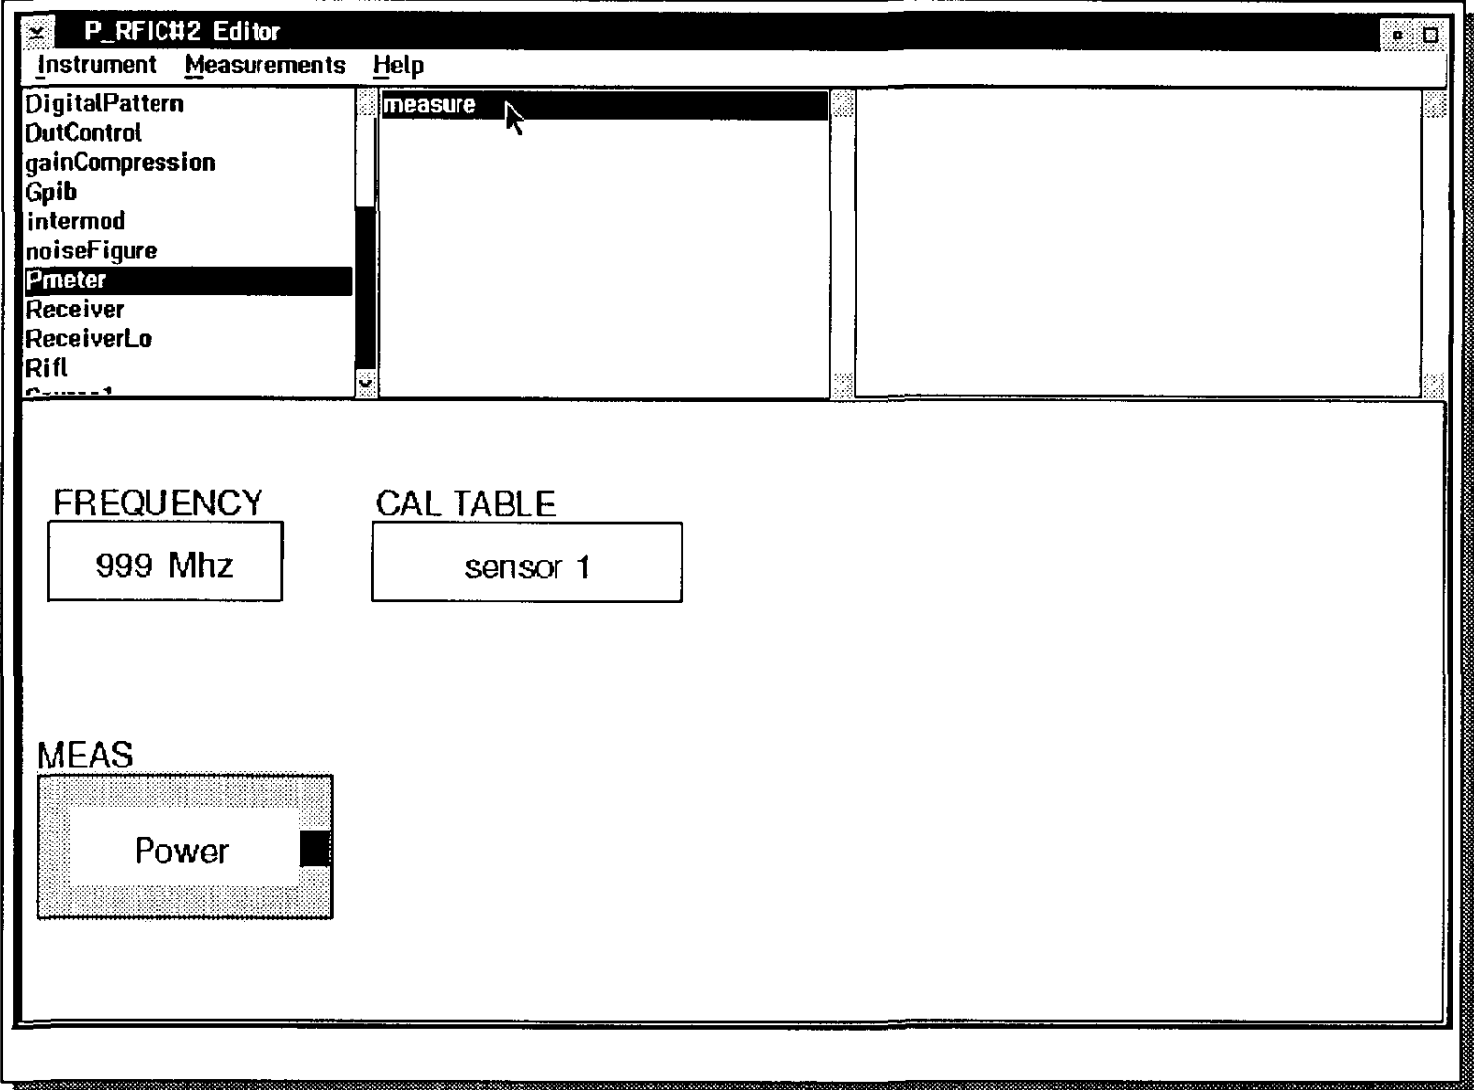 P_RFIC#2 Editor
Instrument Measurements Help
DigitalPattern
DutControl
gainCompression
Gpib
intermod
noiseFigure
Pmeter
Receiver
ReceiverLo
Rifl
measure
FREQUENCY
999 Mhz
CAL TABLE
sensor 1
MEAS
Power